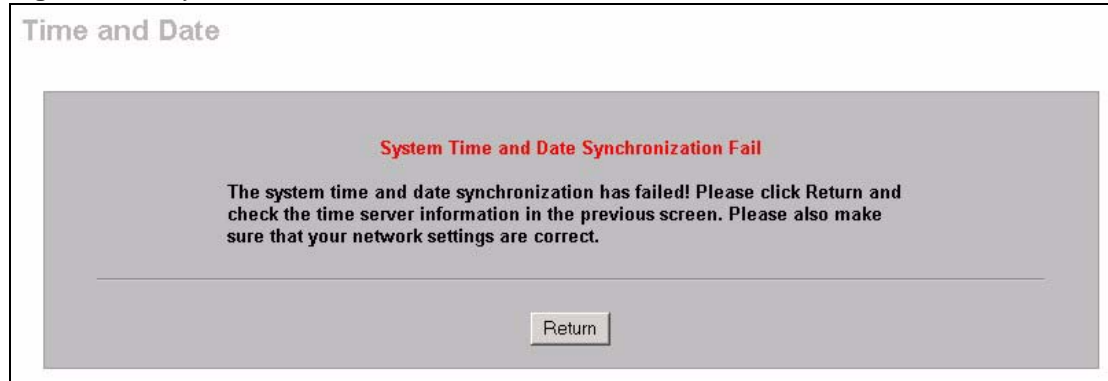 Time and Date
System Time and Date Synchronization Fail
The system time and date synchronization has failed! Please click Return and
check the time server information in the previous screen. Please also make
sure that your network settings are correct.
Return